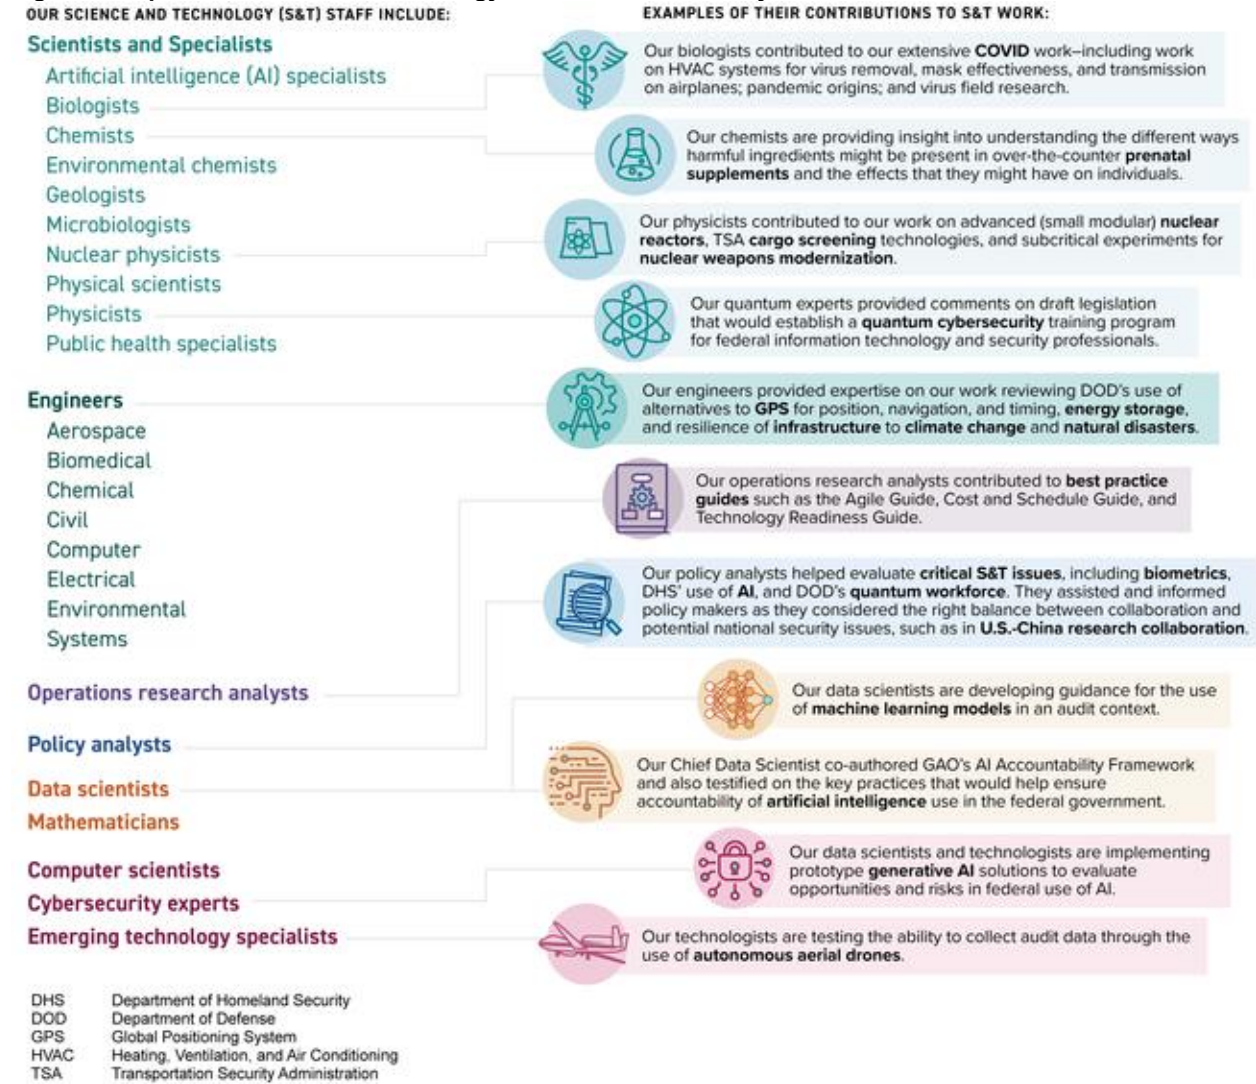 OUR SCIENCE AND TECHNOLOGY (S&T) STAFF INCLUDE:
Scientists and Specialists
Artificial intelligence (AI) specialists
Biologists
Chemists
Environmental chemists
Geologists
Microbiologists
Nuclear physicists
Physical scientists
Physicists
Public health specialists
Engineers
Aerospace
Biomedical
Chemical
Civil
Computer
Electrical
Environmental
Systems
Operations research analysts
Policy analysts
Data scientists
Mathematicians
Computer scientists
Cybersecurity experts
Emerging technology specialists
EXAMPLES OF THEIR CONTRIBUTIONS TO S&T WORK:
Our biologists contributed to our extensive COVID work–including work
on HVAC systems for virus removal, mask effectiveness, and transmission
on airplanes; pandemic origins; and virus field research.
Our chemists are providing insight into understanding the different ways
harmful ingredients might be present in over-the-counter prenatal
supplements and the effects that they might have on individuals.
Our physicists contributed to our work on advanced (small modular) nuclear
reactors, TSA cargo screening technologies, and subcritical experiments for
nuclear weapons modernization.
Our quantum experts provided comments on draft legislation
that would establish a quantum cybersecurity training program
for federal information technology and security professionals.
Our engineers provided expertise on our work reviewing DOD's use of
alternatives to GPS for position, navigation, and timing, energy storage,
and resilience of infrastructure to climate change and natural disasters.
Our operations research analysts contributed to best practice
guides such as the Agile Guide, Cost and Schedule Guide, and
Technology Readiness Guide.
Our policy analysts helped evaluate critical S&T issues, including biometrics,
DHS' use of AI, and DOD's quantum workforce. They assisted and informed
policy makers as they considered the right balance between collaboration and
potential national security issues, such as in U.S.-China research collaboration.
Our data scientists are developing guidance for the use
of machine learning models in an audit context.
Our Chief Data Scientist co-authored GAO's AI Accountability Framework
and also testified on the key practices that would help ensure
accountability of artificial intelligence use in the federal government.
Our data scientists and technologists are implementing
prototype generative AI solutions to evaluate
opportunities and risks in federal use of AI.
Our technologists are testing the ability to collect audit data through the
use of autonomous aerial drones.
DHS Department of Homeland Security
DOD Department of Defense
GPS Global Positioning System
HVAC Heating, Ventilation, and Air Conditioning
TSA Transportation Security Administration